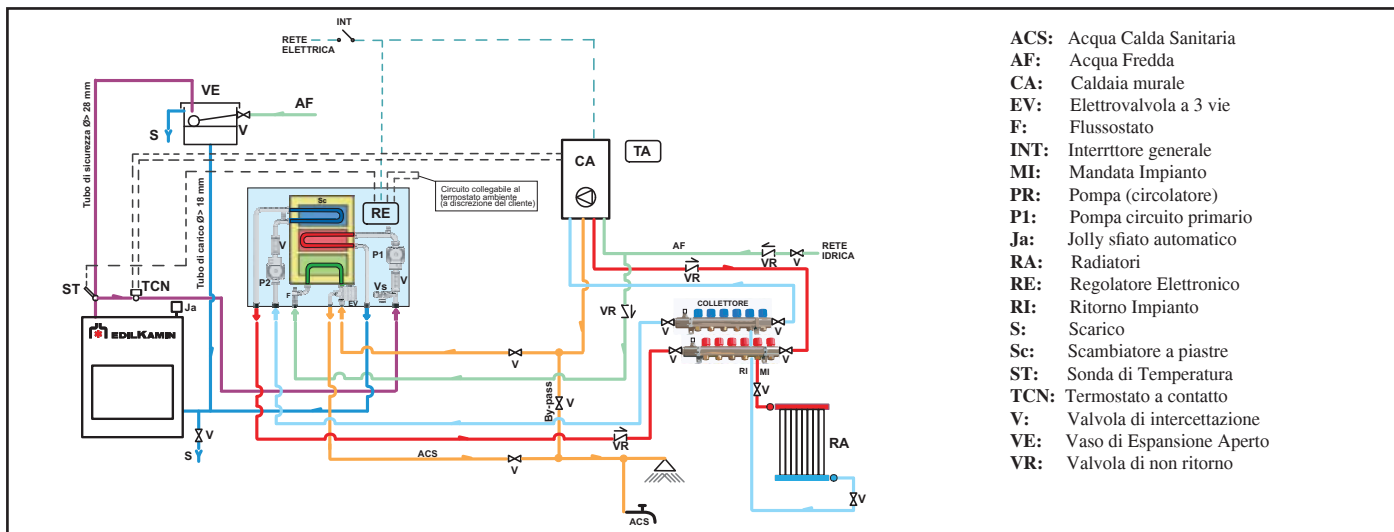 INT
RETE
ELETTRICA
VE
AF
V
S
Tubo di sicurezza Ø> 28 mm
Tubo di carico Ø> 18 mm
CA
TA
Circuito collegabile al
termostato ambiente
(a discrezione del cliente)
Sc
RE
V
P1
P2
V
F
EV
Vs
AF
VR
V
RETE
IDRICA
VR
ST
TCN
Ja
EDILKAMIN
VR
COLLETTORE
V
V
V
V
RI
MI
V
V
By-pass
V
VR
RA
ACS
V
V
V
S
ACS
ACS: Acqua Calda Sanitaria
AF: Acqua Fredda
CA: Caldaia murale
EV: Elettrovalvola a 3 vie
F: Flussostato
INT: Interrttore generale
MI: Mandata Impianto
PR: Pompa (circolatore)
P1: Pompa circuito primario
Ja: Jolly sfiato automatico
RA: Radiatori
RE: Regolatore Elettronico
RI: Ritorno Impianto
S: Scarico
Sc: Scambiatore a piastre
ST: Sonda di Temperatura
TCN: Termostato a contatto
V: Valvola di intercettazione
VE: Vaso di Espansione Aperto
VR: Valvola di non ritorno